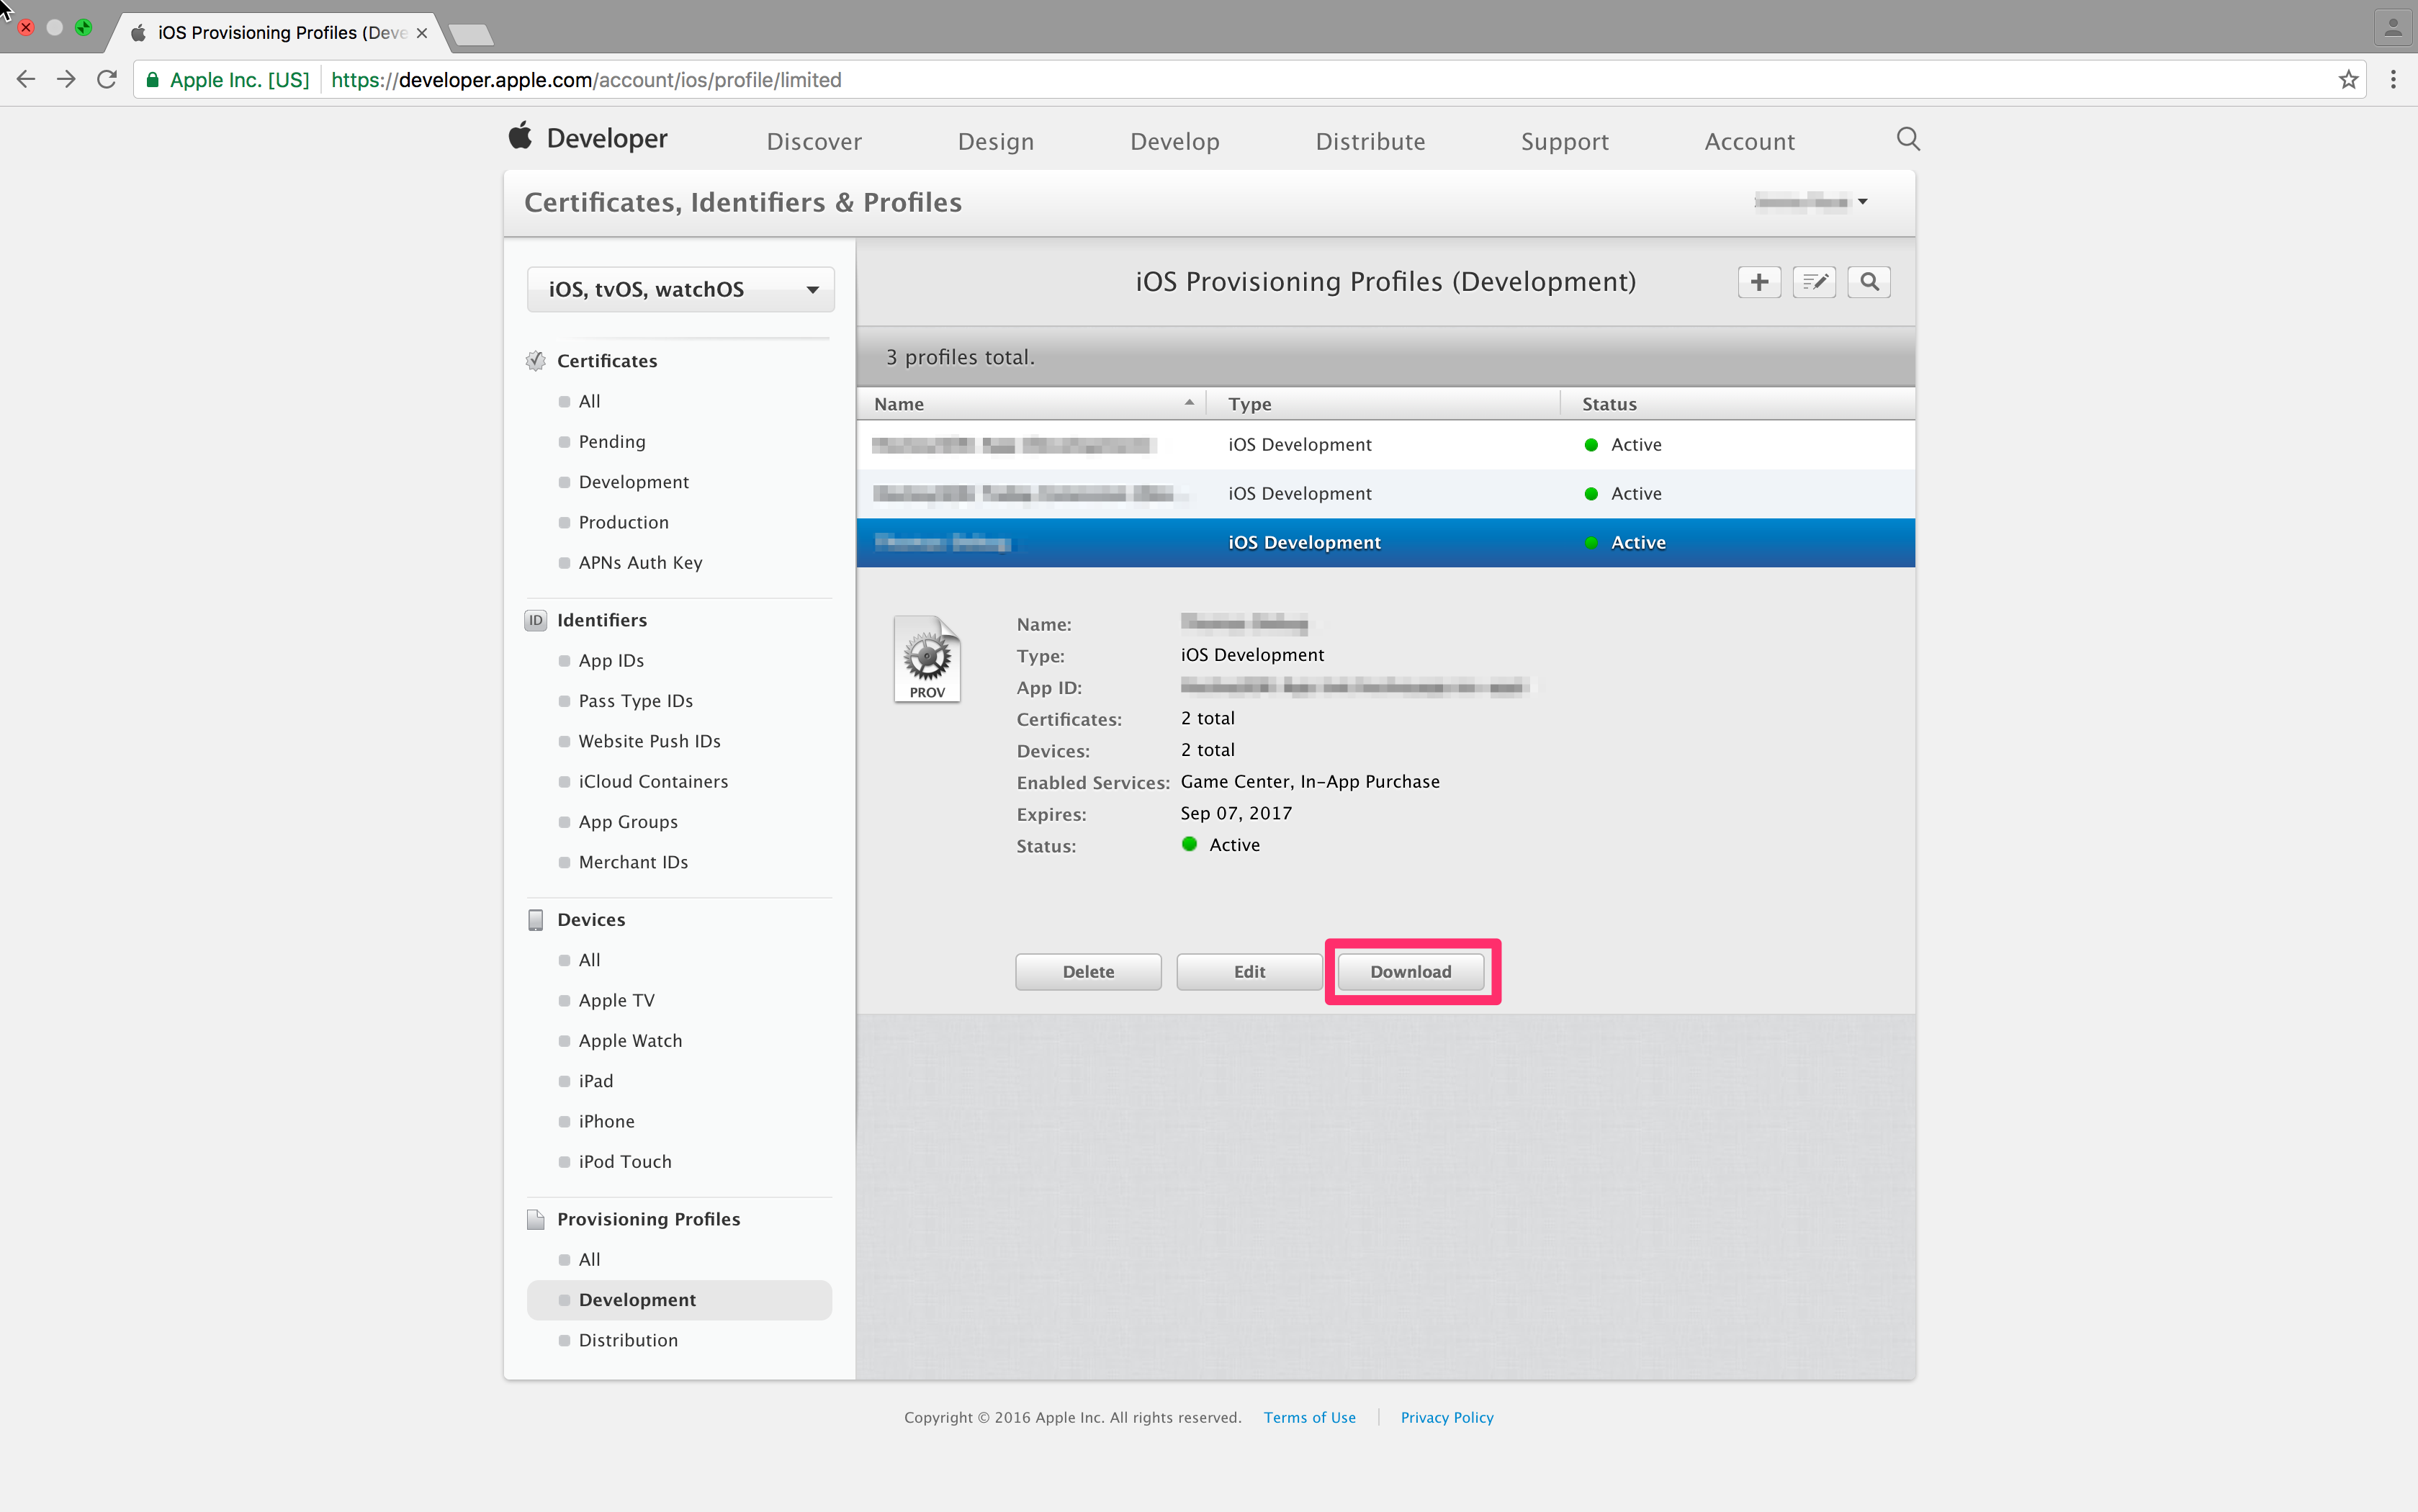 iOS Provisioning Profiles (Deve
Apple Inc. [US]
https://developer.apple.com/account/ios/profile/limited
Developer
Discover
Design
Develop
Distribute
Support
Account
Certificates, Identifiers & Profiles
iOS, tvOS, watchOS
Certificates
All
Pending
Development
Production
APNs Auth Key
ID
Identifiers
App IDs
Pass Type IDs
Website Push IDs
iCloud Containers
App Groups
Merchant IDs
Devices
All
Apple TV
Apple Watch
iPad
iPhone
iPod Touch
Provisioning Profiles
All
Development
Distribution
iOS Provisioning Profiles (Development)
3 profiles total.
Name Type Status
iOS Development Active
iOS Development Active
iOS Development Active
PROV
Name:
Type: iOS Development
App ID:
Certificates: 2 total
Devices: 2 total
Enabled Services: Game Center, In-App Purchase
Expires: Sep 07, 2017
Status: Active
Delete
Edit
Download
Copyright © 2016 Apple Inc. All rights reserved. Terms of Use Privacy Policy